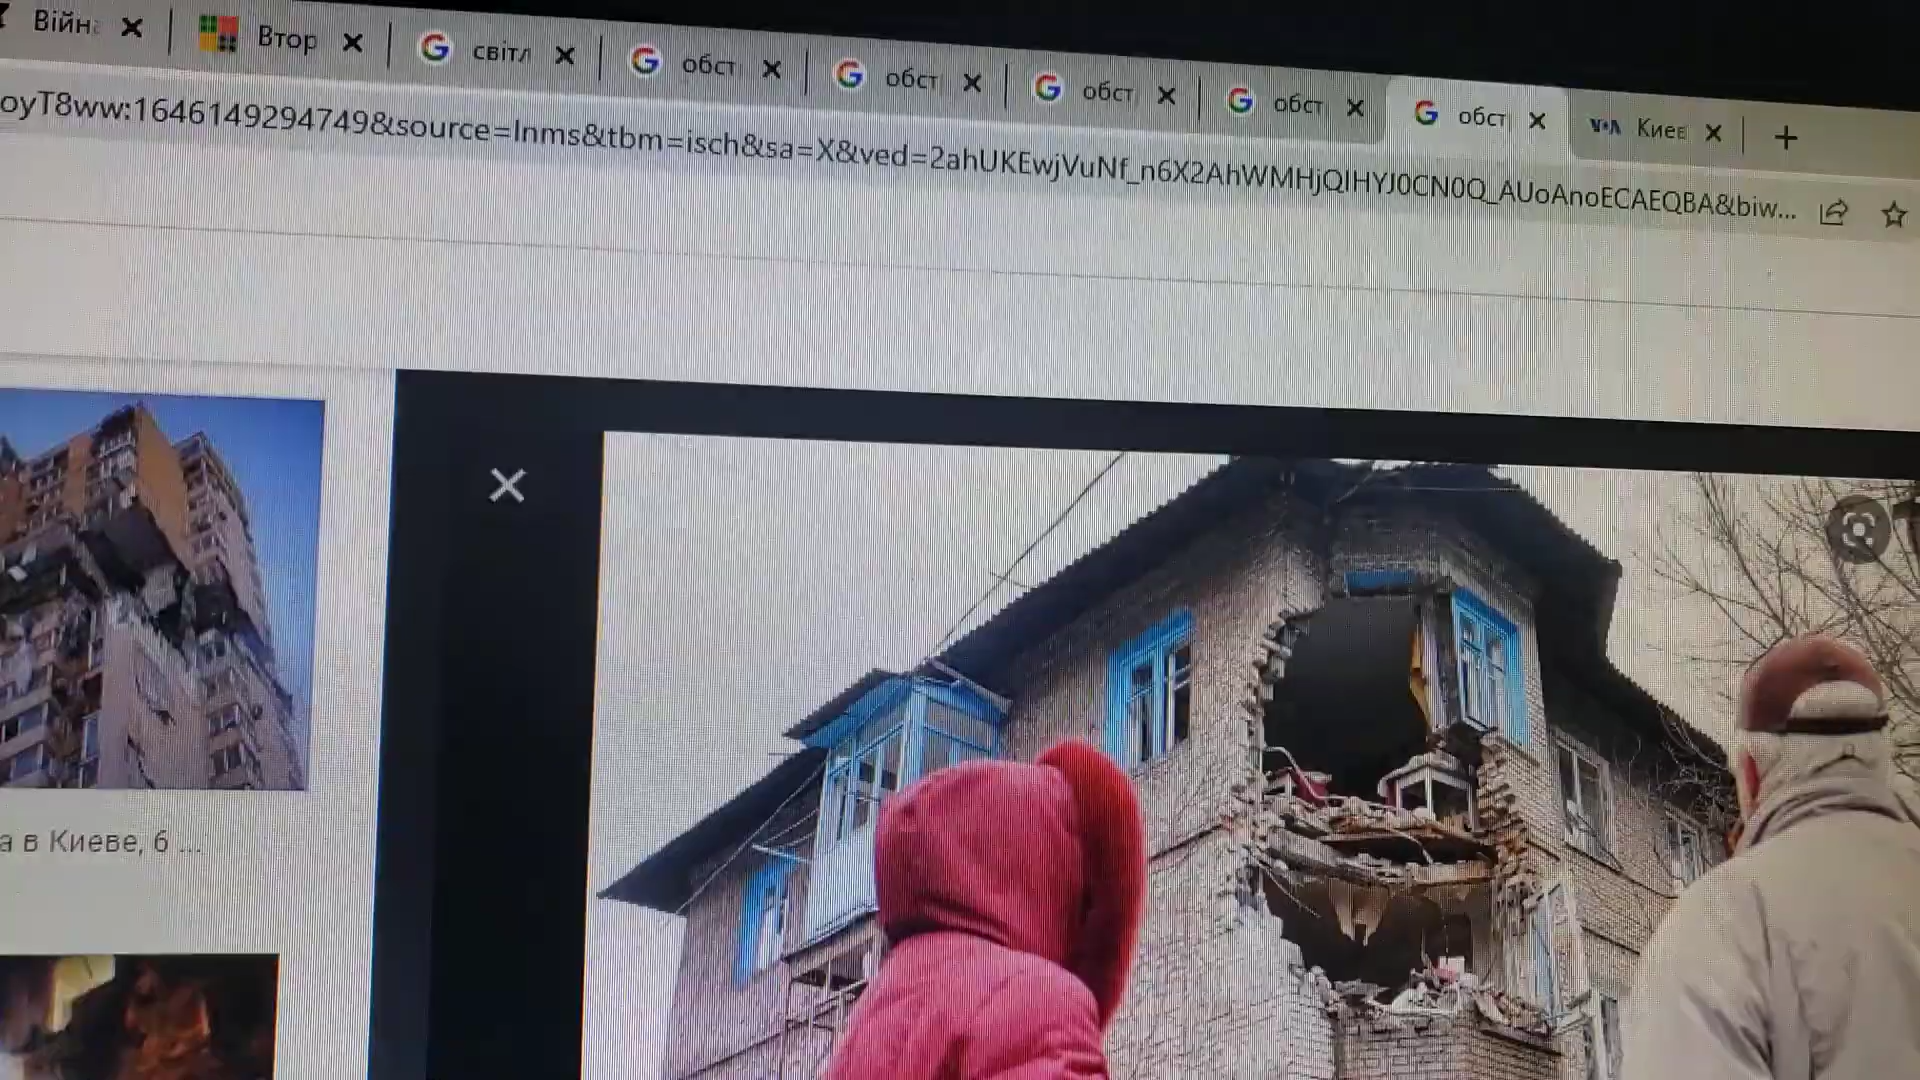 Війн
Втор
світл
обст
обст
обст
обст
обст
VOA
Киев
oyT8ww:1646149294749&source=lnms&tbm=isch&sa=X&ved=2ahUKEwjVuNf_n6X2AhWMHjQIHYJ0CN0Q_AUoAnoECAEQBA&biw...
а в Киеве, 6 ...